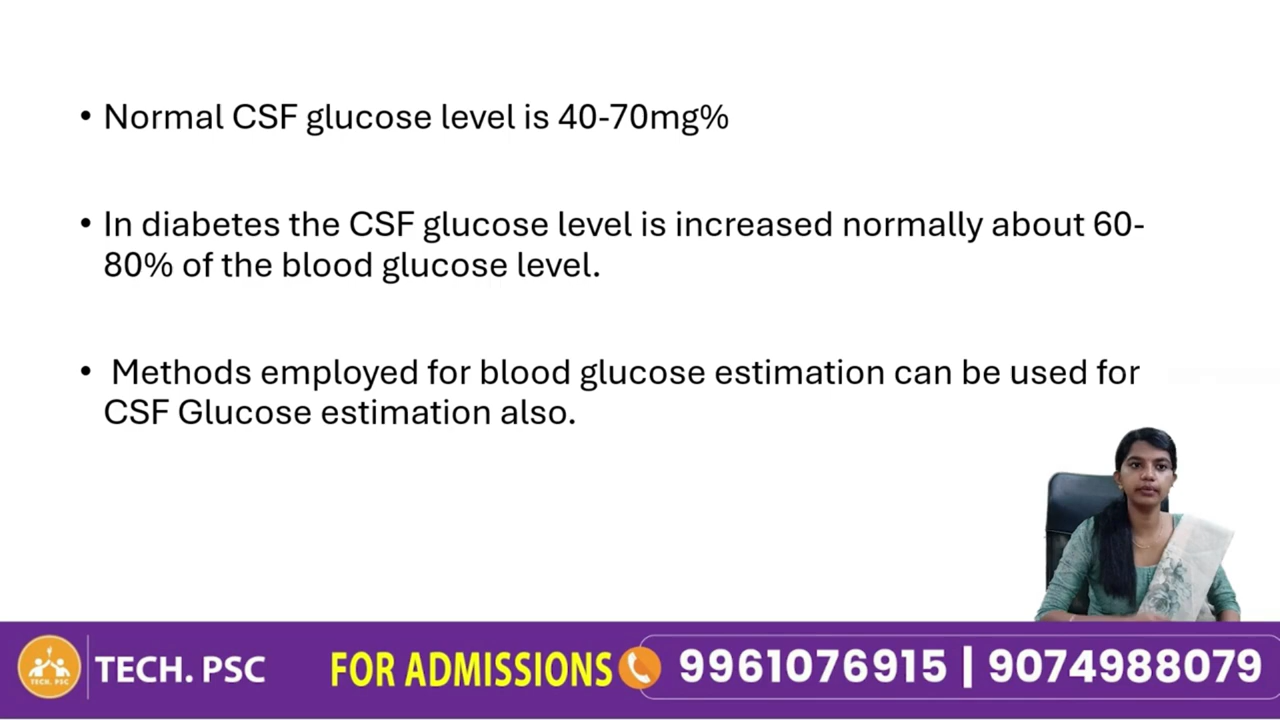 • Normal CSF glucose level is 40-70mg%
• In diabetes the CSF glucose level is increased normally about 60-
80% of the blood glucose level.
• Methods employed for blood glucose estimation can be used for
CSF Glucose estimation also.
TECH. PSC
TECH. PSC
FOR ADMISSIONS
9961076915 | 9074988079